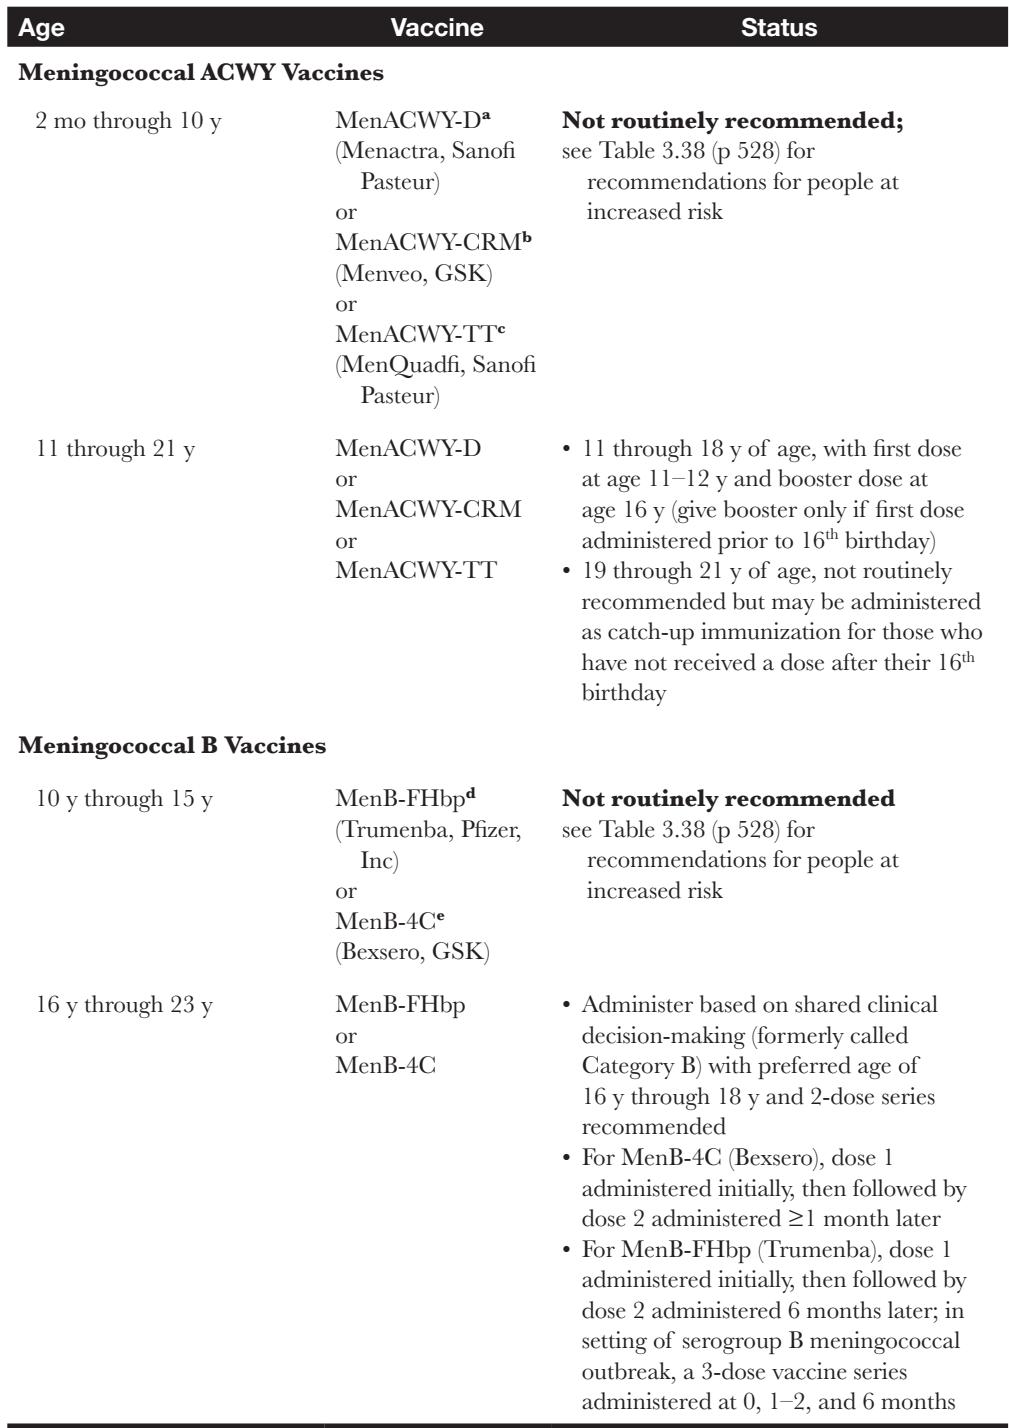 Age Vaccine Status
Meningococcal ACWY Vaccines
2 mo through 10 y
MenACWY-Dᵃ
(Menactra, Sanofi
Pasteur)
or
MenACWY-CRMᵇ
(Menveo, GSK)
or
MenACWY-TTᶜ
(MenQuadfi, Sanofi
Pasteur)
Not routinely recommended;
see Table 3.38 (p 528) for
recommendations for people at
increased risk
11 through 21 y
MenACWY-D
or
MenACWY-CRM
or
MenACWY-TT
• 11 through 18 y of age, with first dose
at age 11–12 y and booster dose at
age 16 y (give booster only if first dose
administered prior to 16th birthday)
• 19 through 21 y of age, not routinely
recommended but may be administered
as catch-up immunization for those who
have not received a dose after their 16th
birthday
Meningococcal B Vaccines
10 y through 15 y
MenB-FHbpᵈ
(Trumenba, Pfizer,
Inc)
or
MenB-4Cᵉ
(Bexsero, GSK)
Not routinely recommended
see Table 3.38 (p 528) for
recommendations for people at
increased risk
16 y through 23 y
MenB-FHbp
or
MenB-4C
• Administer based on shared clinical
decision-making (formerly called
Category B) with preferred age of
16 y through 18 y and 2-dose series
recommended
• For MenB-4C (Bexsero), dose 1
administered initially, then followed by
dose 2 administered ≥1 month later
• For MenB-FHbp (Trumenba), dose 1
administered initially, then followed by
dose 2 administered 6 months later; in
setting of serogroup B meningococcal
outbreak, a 3-dose vaccine series
administered at 0, 1–2, and 6 months